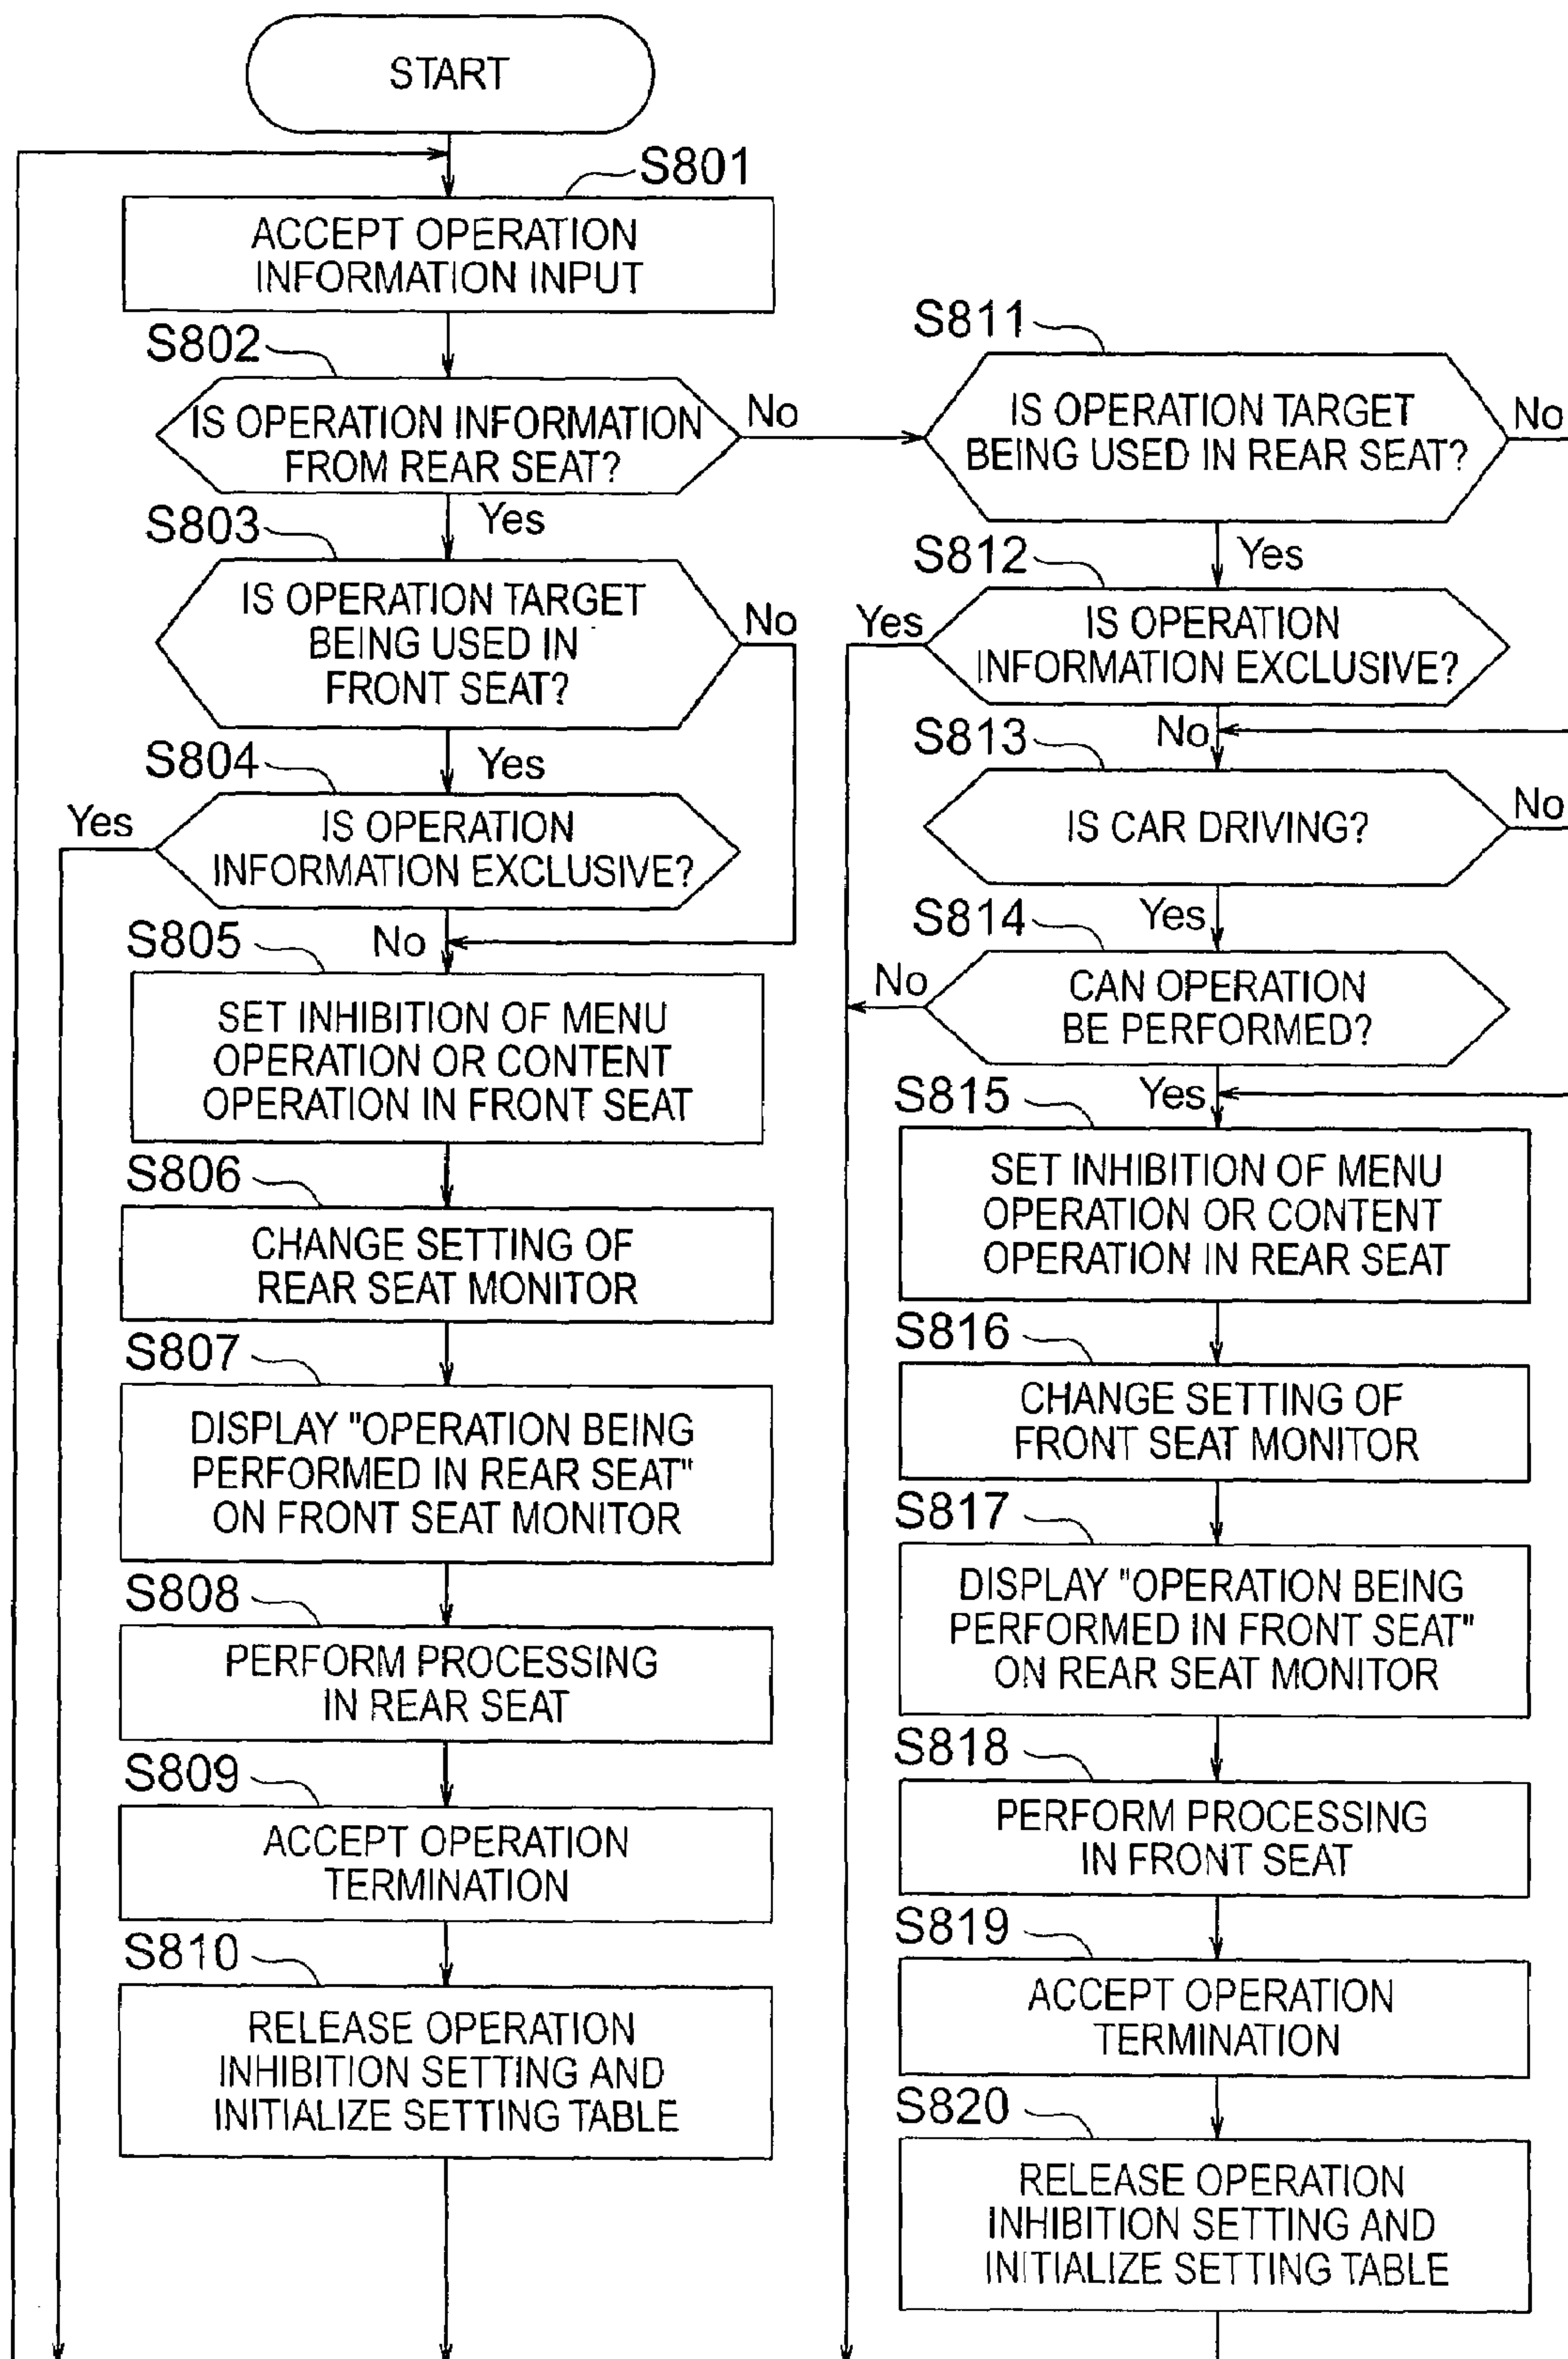 START
S801
ACCEPT OPERATION
INFORMATION INPUT
S802
IS OPERATION INFORMATION
FROM REAR SEAT?
No
Yes
S803
IS OPERATION TARGET
BEING USED IN
FRONT SEAT?
No
Yes
S804
IS OPERATION
INFORMATION EXCLUSIVE?
Yes
No
S805
SET INHIBITION OF MENU
OPERATION OR CONTENT
OPERATION IN FRONT SEAT
S806
CHANGE SETTING OF
REAR SEAT MONITOR
S807
DISPLAY "OPERATION BEING
PERFORMED IN REAR SEAT"
ON FRONT SEAT MONITOR
S808
PERFORM PROCESSING
IN REAR SEAT
S809
ACCEPT OPERATION
TERMINATION
S810
RELEASE OPERATION
INHIBITION SETTING AND
INITIALIZE SETTING TABLE
S811
IS OPERATION TARGET
BEING USED IN REAR SEAT?
No
Yes
S812
IS OPERATION
INFORMATION EXCLUSIVE?
Yes
No
S813
IS CAR DRIVING?
No
Yes
S814
CAN OPERATION
BE PERFORMED?
No
Yes
S815
SET INHIBITION OF MENU
OPERATION OR CONTENT
OPERATION IN REAR SEAT
S816
CHANGE SETTING OF
FRONT SEAT MONITOR
S817
DISPLAY "OPERATION BEING
PERFORMED IN FRONT SEAT"
ON REAR SEAT MONITOR
S818
PERFORM PROCESSING
IN FRONT SEAT
S819
ACCEPT OPERATION
TERMINATION
S820
RELEASE OPERATION
INHIBITION SETTING AND
INITIALIZE SETTING TABLE